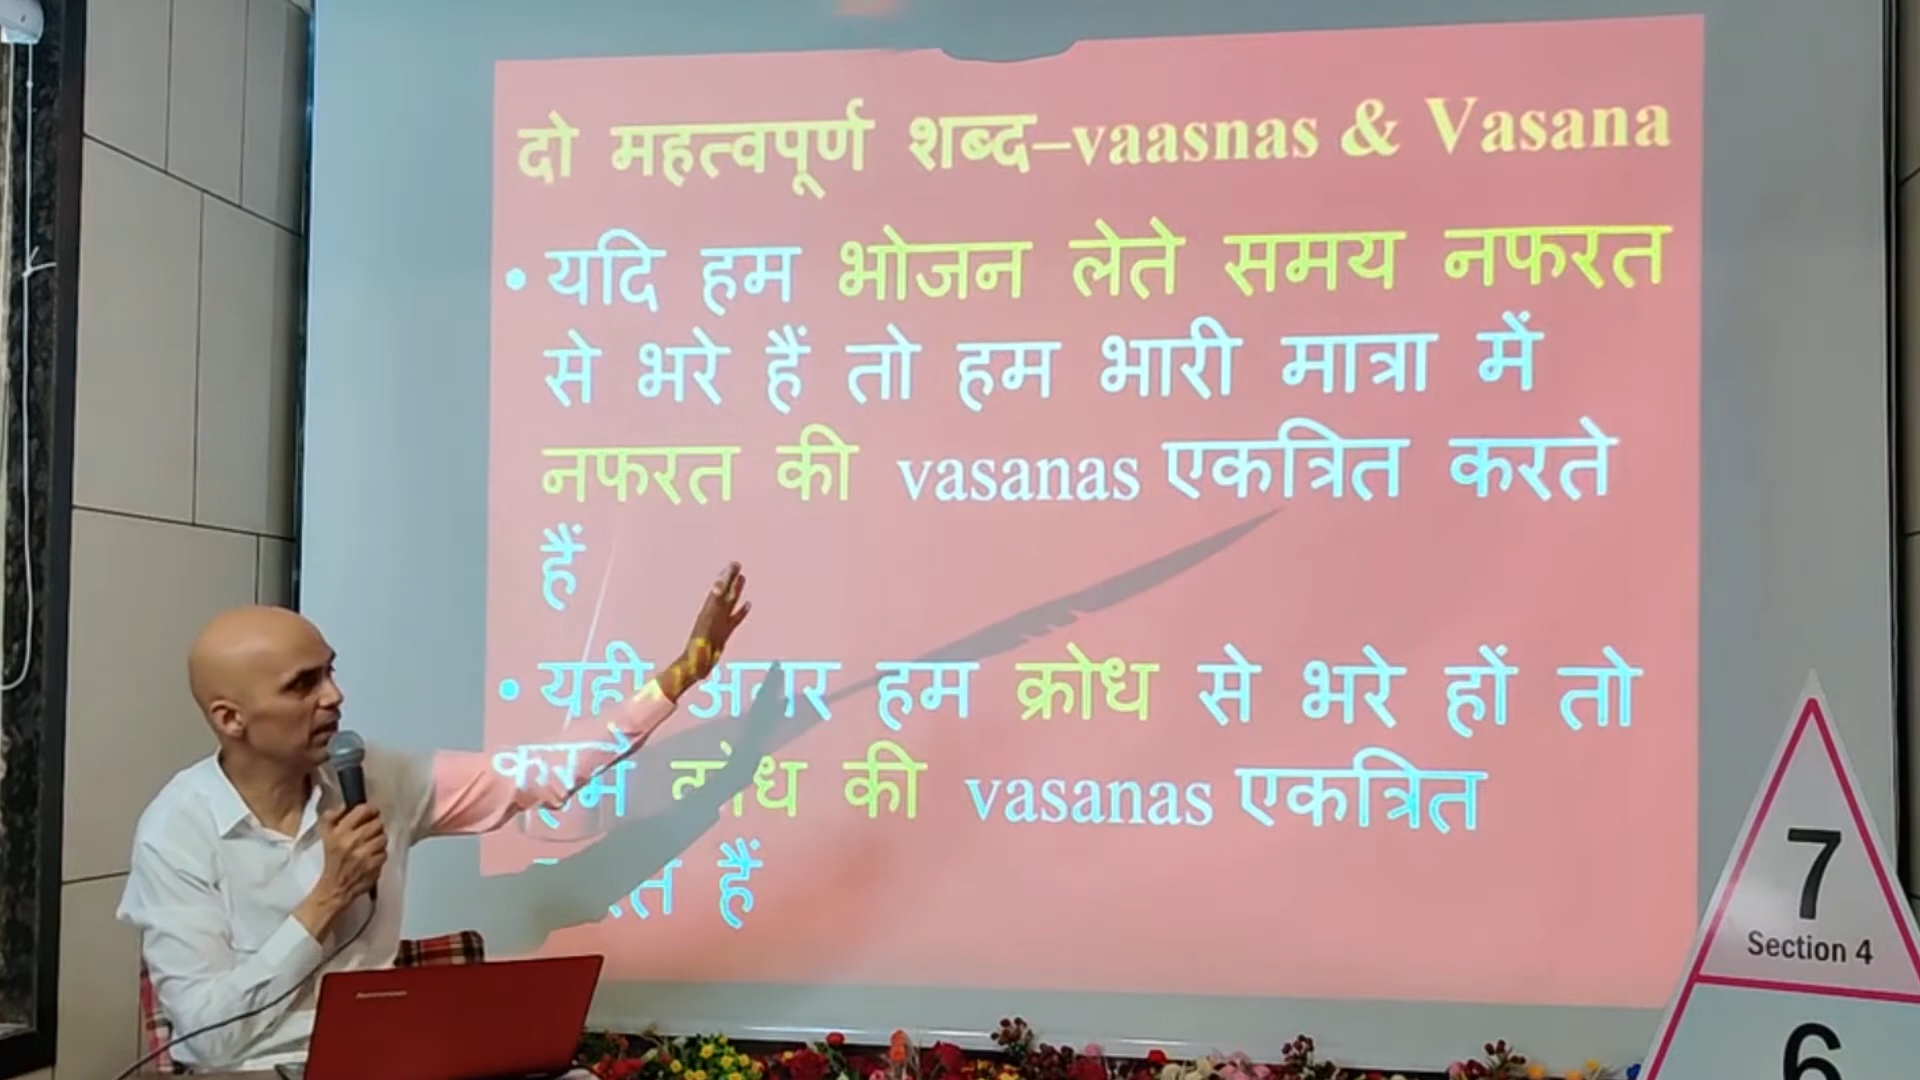 दो महत्वपूर्ण शब्द–vaasnas & Vasana
• यदि हम भोजन लेते समय नफरत
से भरे हैं तो हम भारी मात्रा में
नफरत की vasanas एकत्रित करते
हैं
• यही हम क्रोध से भरे हों तो
की vasanas एकत्रित
हैं
7
Section 4
6